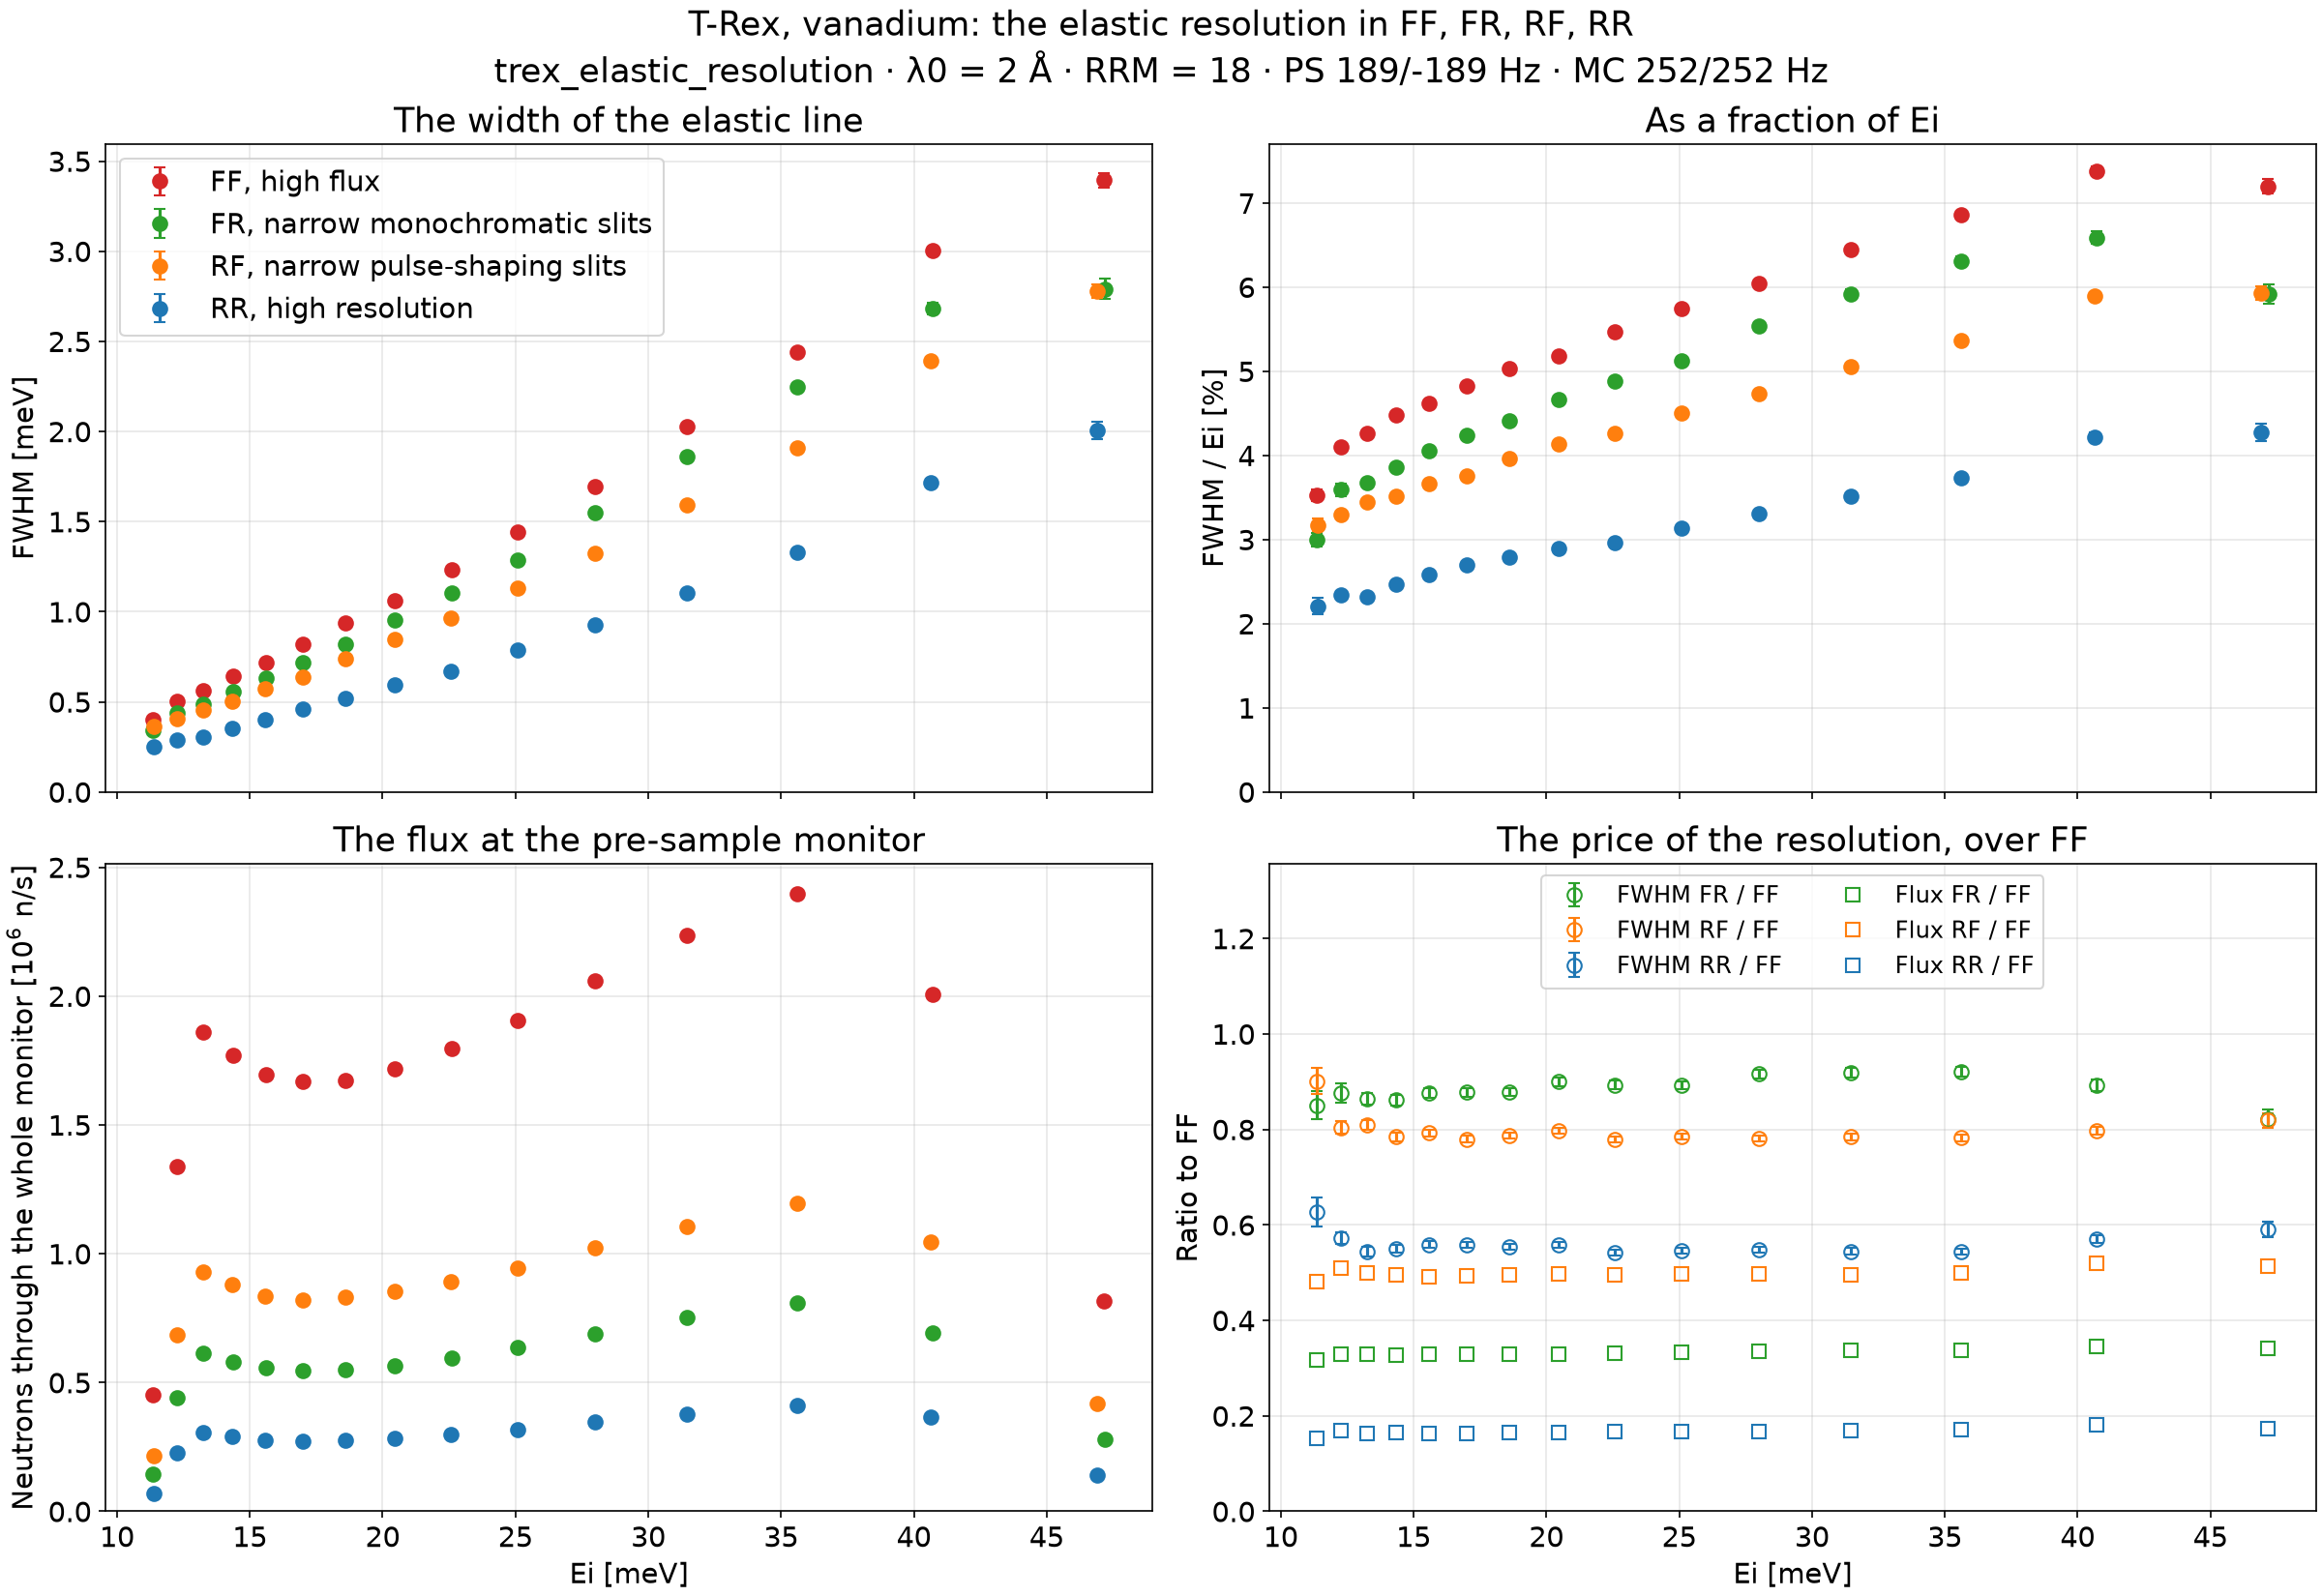 T-Rex, vanadium: the elastic resolution in FF, FR, RF, RR
trex_elastic_resolution · λ0 = 2 Å · RRM = 18 · PS 189/-189 Hz · MC 252/252 Hz
The width of the elastic line
FWHM [meV]
3.5
3.0
2.5
2.0
1.5
1.0
0.5
0.0
FF, high flux
FR, narrow monochromatic slits
RF, narrow pulse-shaping slits
RR, high resolution
As a fraction of Ei
FWHM / Ei [%]
7
6
5
4
3
2
1
0
The flux at the pre-sample monitor
Neutrons through the whole monitor [10⁶ n/s]
2.5
2.0
1.5
1.0
0.5
0.0
10 15 20 25 30 35 40 45
Ei [meV]
The price of the resolution, over FF
Ratio to FF
FWHM FR / FF
FWHM RF / FF
FWHM RR / FF
Flux FR / FF
Flux RF / FF
Flux RR / FF
1.2
1.0
0.8
0.6
0.4
0.2
0.0
10 15 20 25 30 35 40 45
Ei [meV]